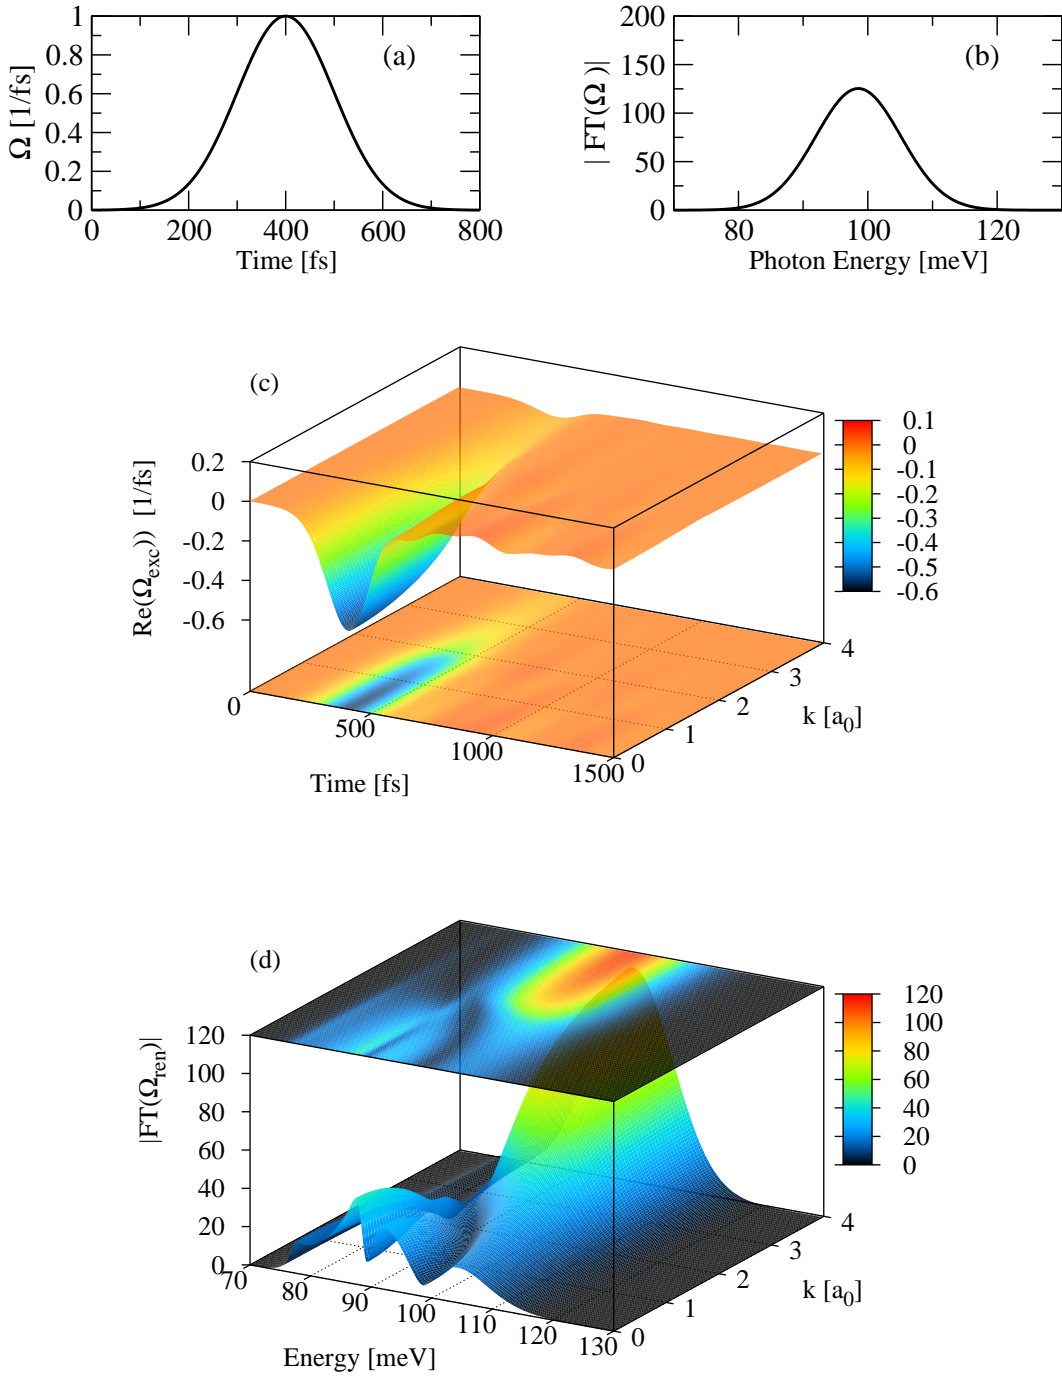 1
0.8
0.6
0.4
0.2
0
Ω [1/fs]
(a)
0 200 400 600 800
Time [fs]
200
150
100
50
0
| FT(Ω )|
(b)
80 100 120
Photon Energy [meV]
(c)
0.2
0
-0.2
-0.4
-0.6
Re(Ωexc)) [1/fs]
0 500 1000 1500
Time [fs]
0 1 2 3 4
k [a0]
0.1
0
-0.1
-0.2
-0.3
-0.4
-0.5
-0.6
(d)
120
100
80
60
40
20
0
|FT(Ωren)|
70 80 90 100 110 120 130
Energy [meV]
0 1 2 3 4
k [a0]
120
100
80
60
40
20
0